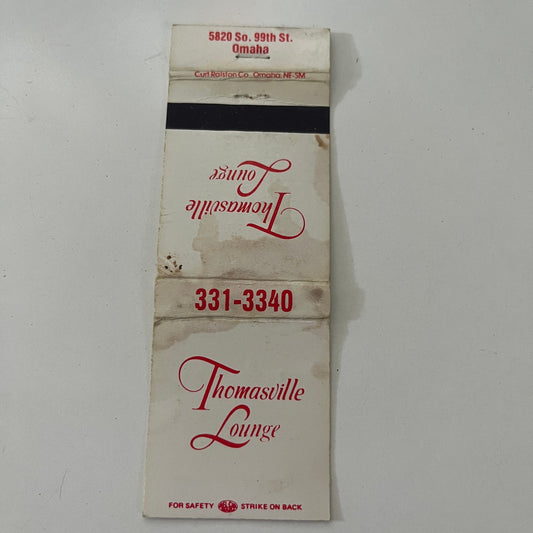 5820 So. 99th St.
Omaha
Curt Ralston Co. Omaha, NE-SM
Thomasville
Lounge
331-3340
Thomasville
Lounge
FOR SAFETY STRIKE ON BACK